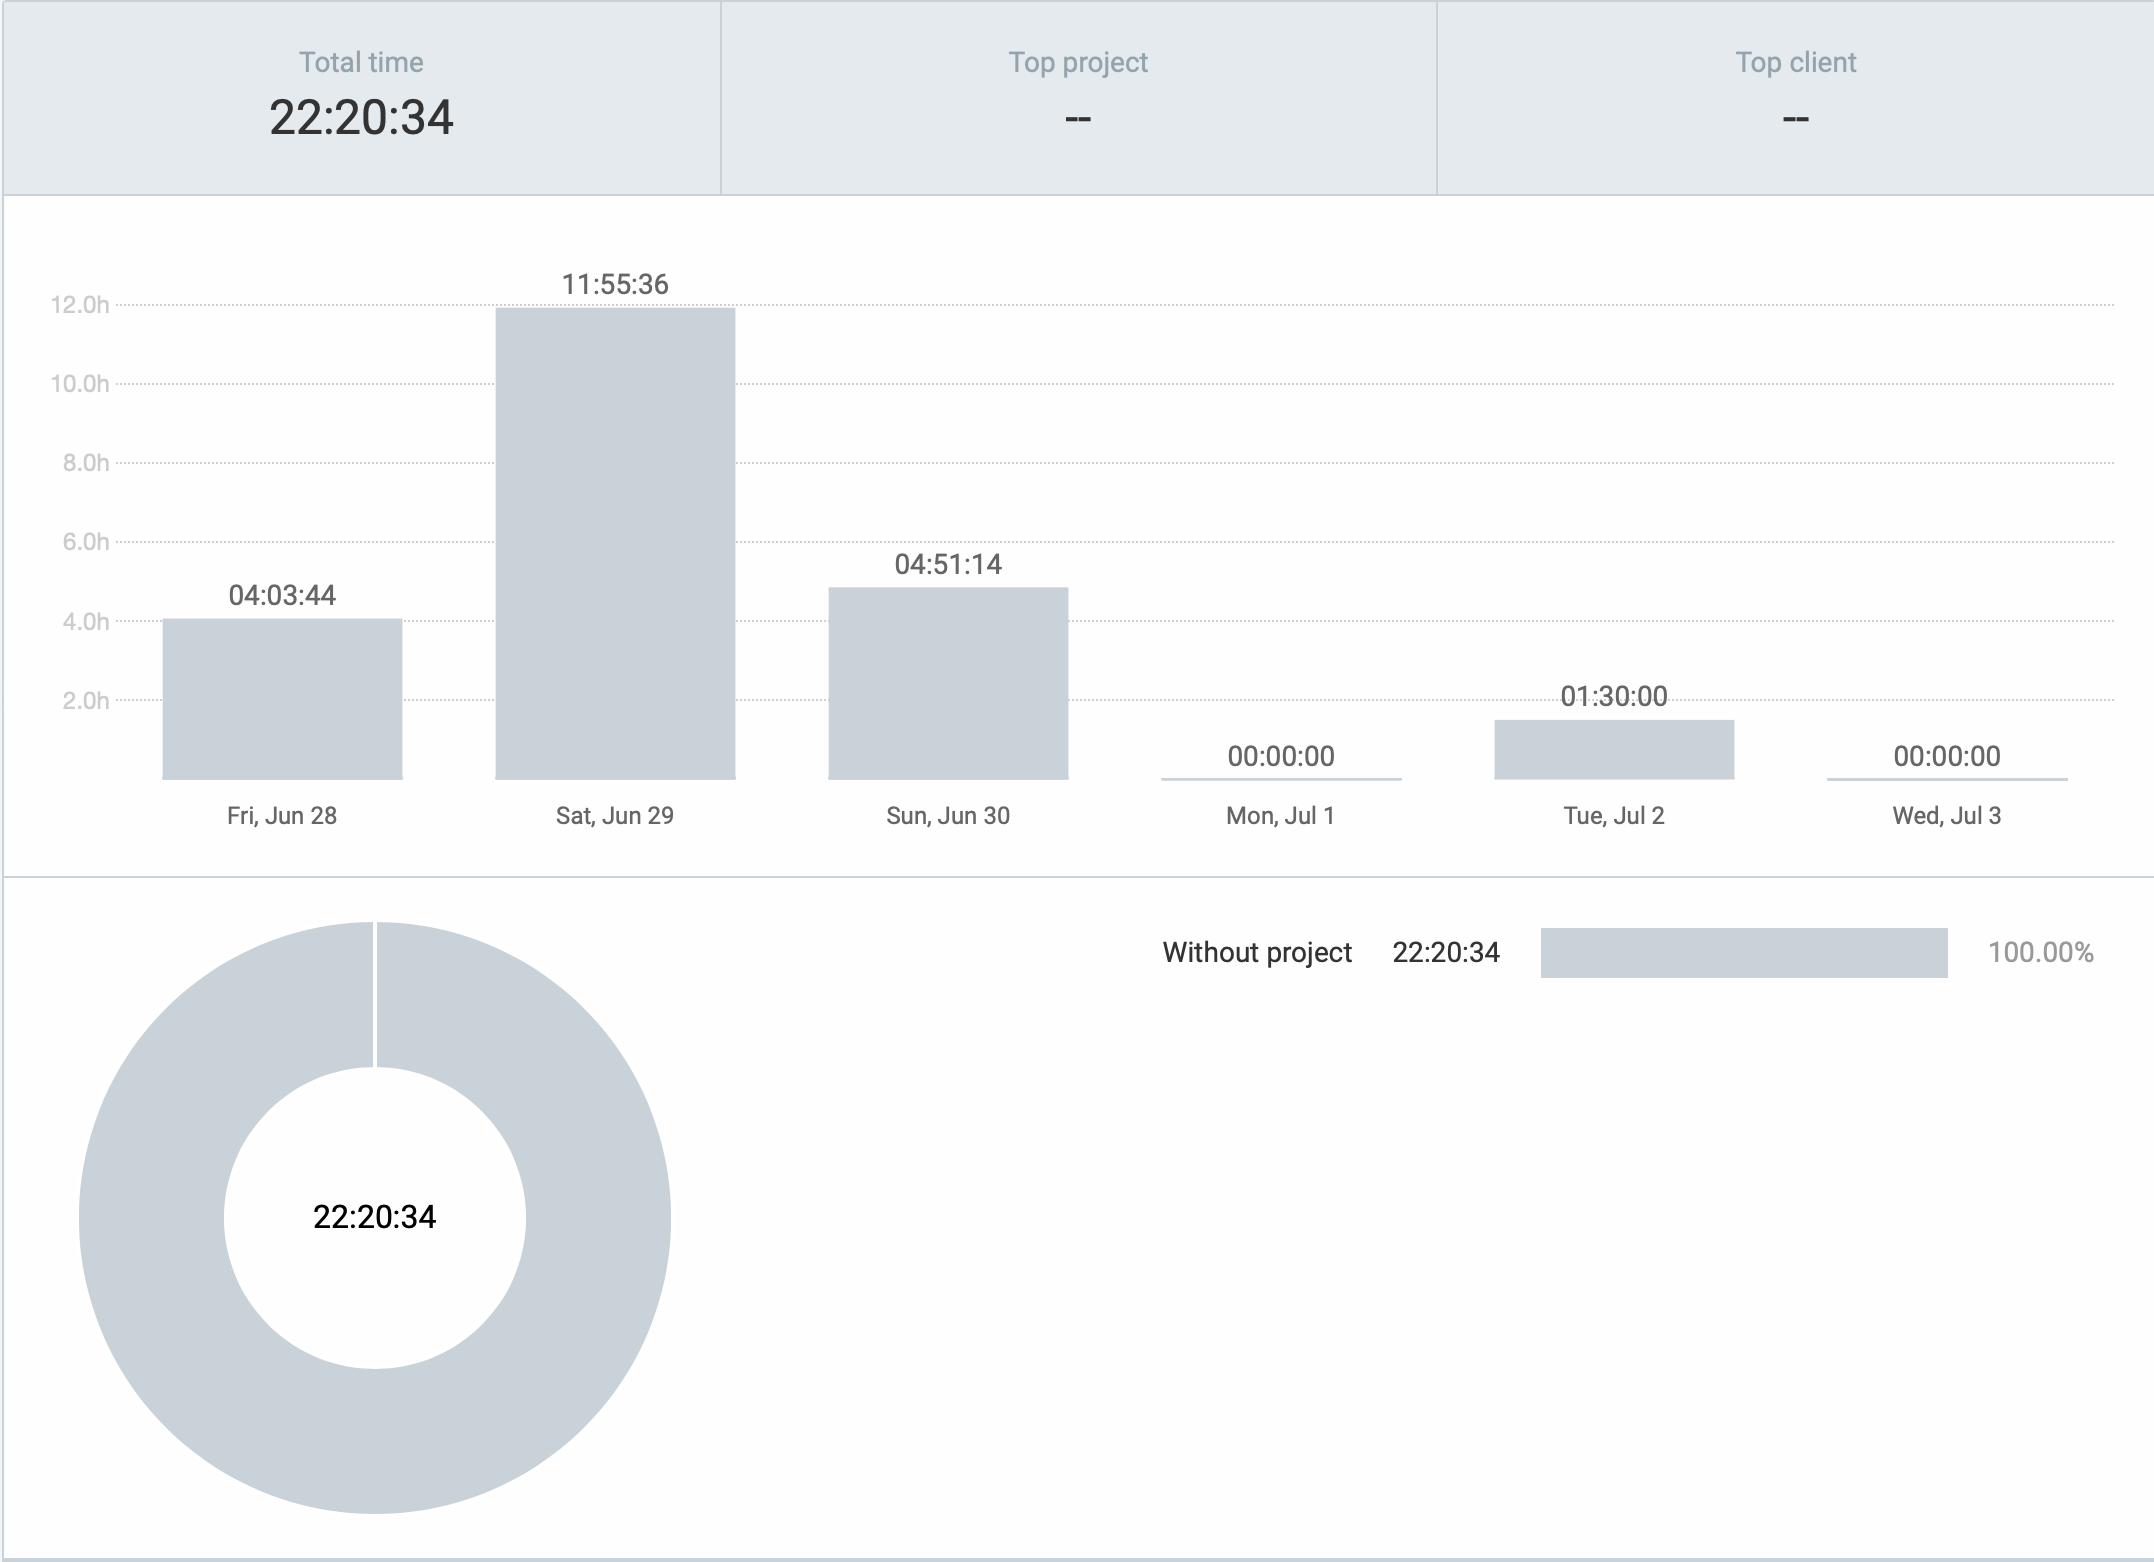 Total time
22:20:34
Top project
--
Top client
--
11:55:36
12.0h
10.0h
8.0h
6.0h
04:51:14
04:03:44
4.0h
01:30:00
2.0h
00:00:00
00:00:00
Fri, Jun 28
Sat, Jun 29
Sun, Jun 30
Mon, Jul 1
Tue, Jul 2
Wed, Jul 3
Without project 22:20:34 100.00%
22:20:34